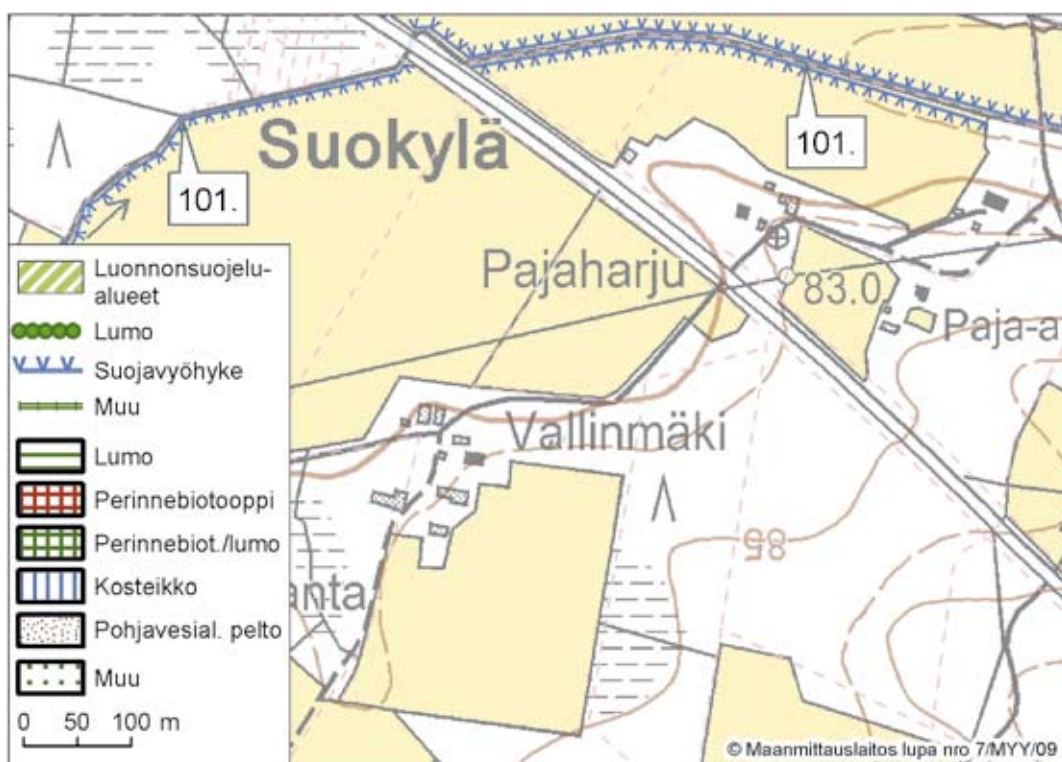 Suokylä
101.
101.
Pajaharju
83.0
Paja-a
Vallinmäki
85
anta
Luonnonsuojelu-
alueet
Lumo
Suojavyöhyke
Muu
Lumo
Perinnebiotooppi
Perinnebiot./lumo
Kosteikko
Pohjavesial. pelto
Muu
0 50 100 m
© Maanmittauslaitos lupa nro 7/MYY/09